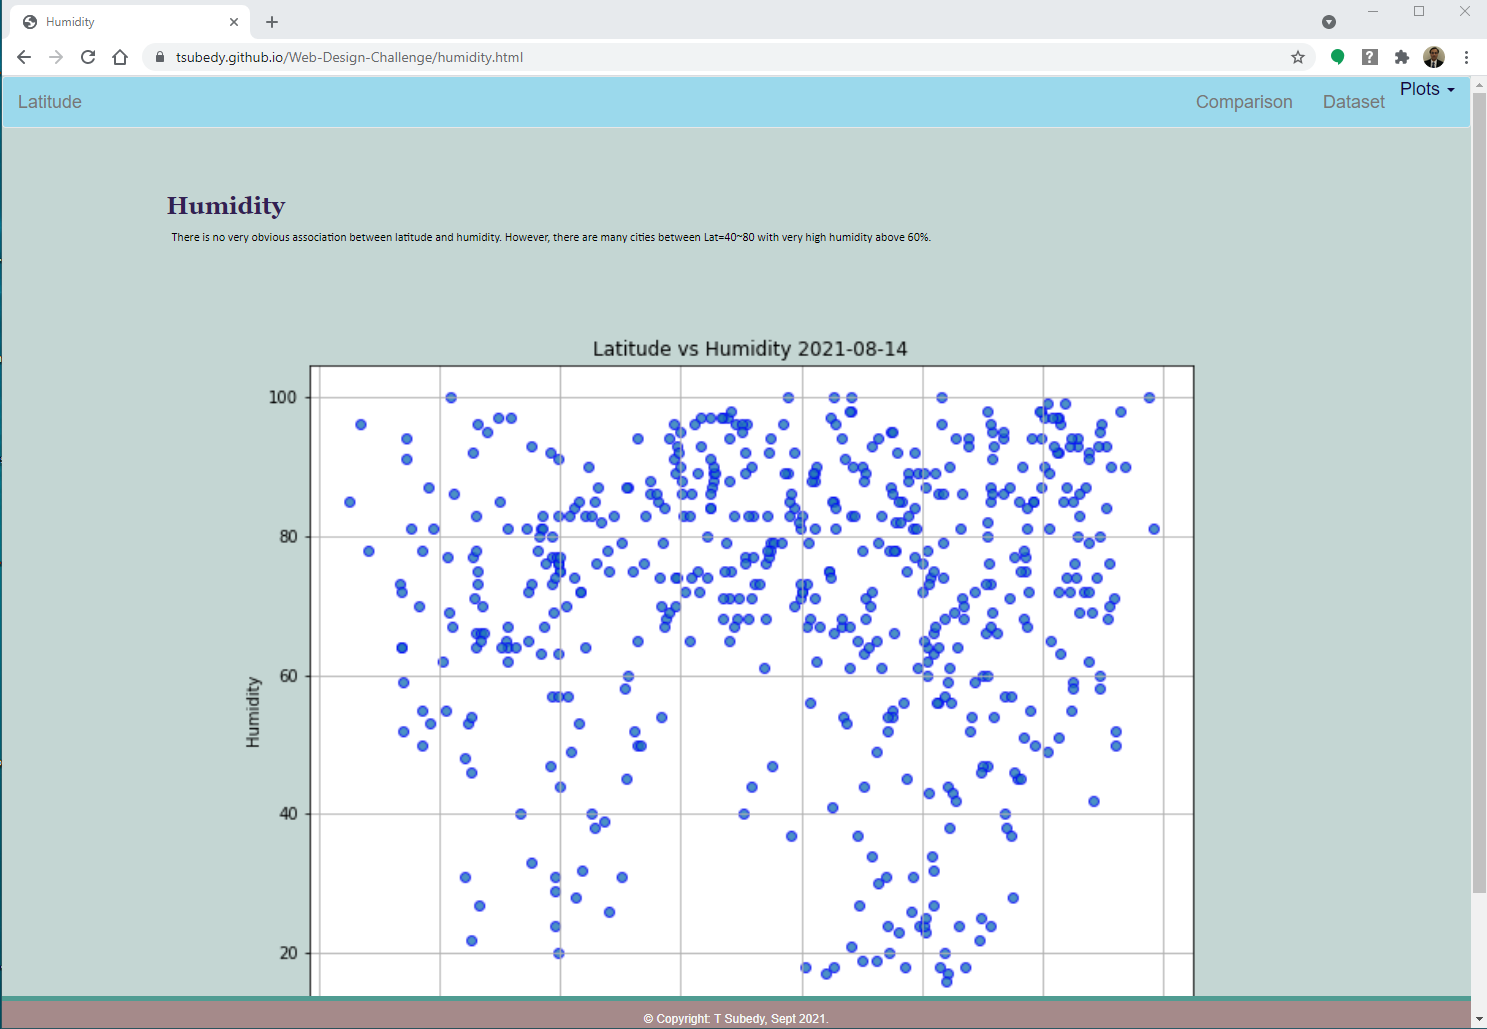 Humidity
tsubedy.github.io/Web-Design-Challenge/humidity.html
Latitude
Comparison
Dataset
Plots
Humidity
There is no very obvious association between latitude and humidity. However, there are many cities between Lat=40~80 with very high humidity above 60%.
Latitude vs Humidity 2021-08-14
100
80
60
Humidity
40
20
© Copyright: T Subedy, Sept 2021.